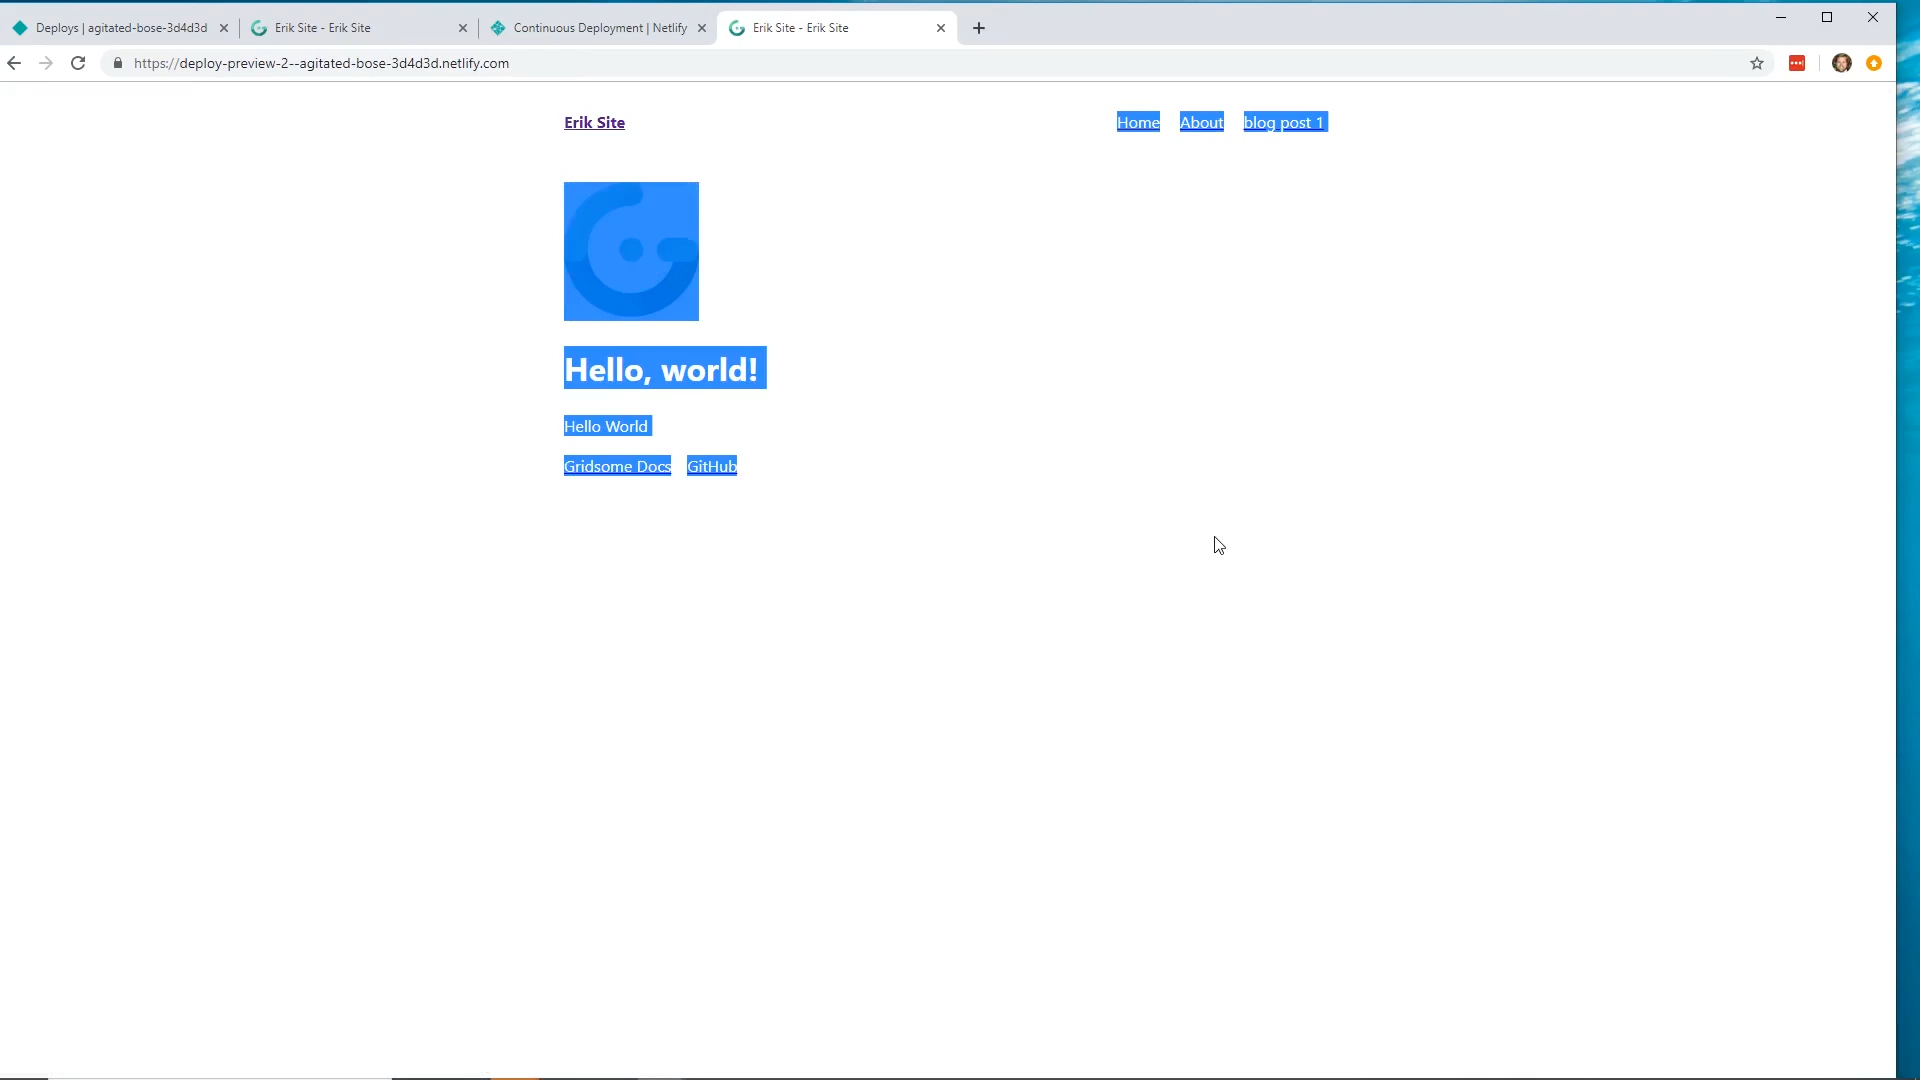 Deploys | agitated-bose-3d4d3d
Erik Site - Erik Site
Continuous Deployment | Netlify
Erik Site - Erik Site
https://deploy-preview-2--agitated-bose-3d4d3d.netlify.com
Erik Site
Home About blog post 1
Hello, world!
Hello World
Gridsome Docs GitHub